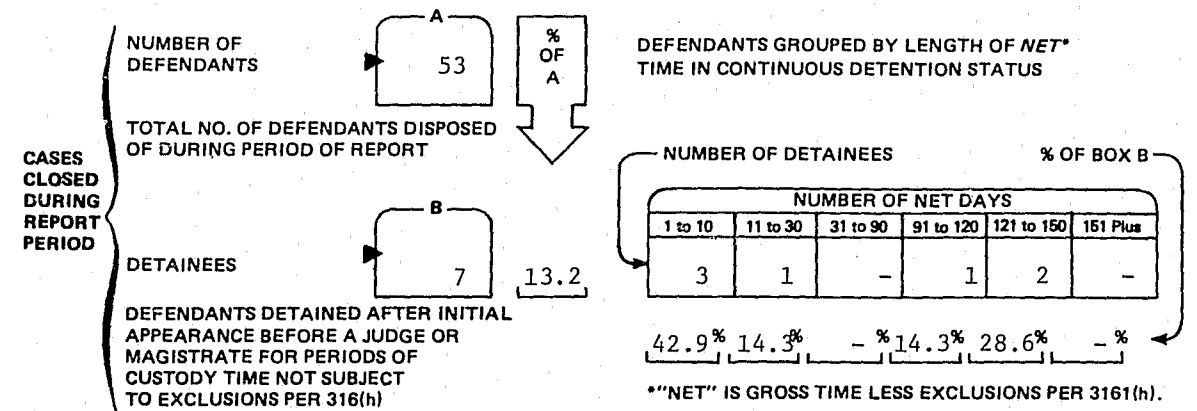 CASES
CLOSED
DURING
REPORT
PERIOD
A
NUMBER OF
DEFENDANTS
53
%
OF
A
TOTAL NO. OF DEFENDANTS DISPOSED
OF DURING PERIOD OF REPORT
B
DETAINEES
7
13.2
DEFENDANTS DETAINED AFTER INITIAL
APPEARANCE BEFORE A JUDGE OR
MAGISTRATE FOR PERIODS OF
CUSTODY TIME NOT SUBJECT
TO EXCLUSIONS PER 316(h)
DEFENDANTS GROUPED BY LENGTH OF NET*
TIME IN CONTINUOUS DETENTION STATUS
NUMBER OF DETAINEES % OF BOX B
NUMBER OF NET DAYS
1 to 10 11 to 30 31 to 90 91 to 120 121 to 150 151 Plus
3 1 – 1 2 –
42.9% 14.3% – % 14.3% 28.6% – %
*"NET" IS GROSS TIME LESS EXCLUSIONS PER 3161(h).